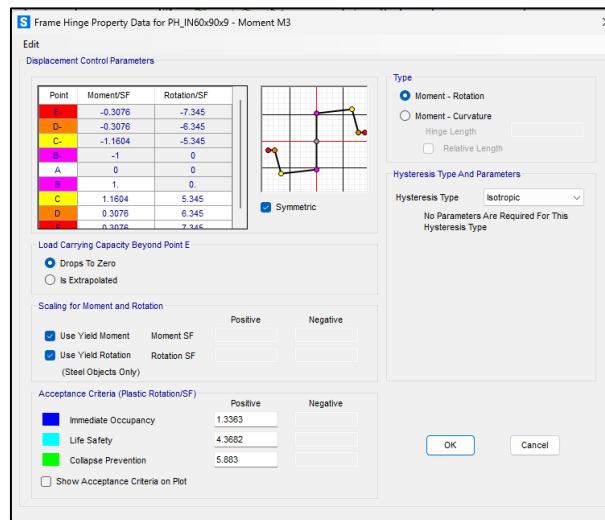 Frame Hinge Property Data for PH_IN60x90x9 - Moment M3
Edit
Displacement Control Parameters
Point Moment/SF Rotation/SF
E- -0.3076 -7.345
D- -0.3076 -6.345
C- -1.1604 -5.345
B- -1 0
A 0 0
B 1. 0.
C 1.1604 5.345
D 0.3076 6.345
E 0.3076 7.345
Symmetric
Load Carrying Capacity Beyond Point E
Drops To Zero
Is Extrapolated
Scaling for Moment and Rotation
Positive Negative
Use Yield Moment Moment SF
Use Yield Rotation Rotation SF
(Steel Objects Only)
Acceptance Criteria (Plastic Rotation/SF)
Positive Negative
Immediate Occupancy 1.3363
Life Safety 4.3682
Collapse Prevention 5.883
Show Acceptance Criteria on Plot
Type
Moment - Rotation
Moment - Curvature
Hinge Length
Relative Length
Hysteresis Type And Parameters
Hysteresis Type Isotropic
No Parameters Are Required For This
Hysteresis Type
OK Cancel